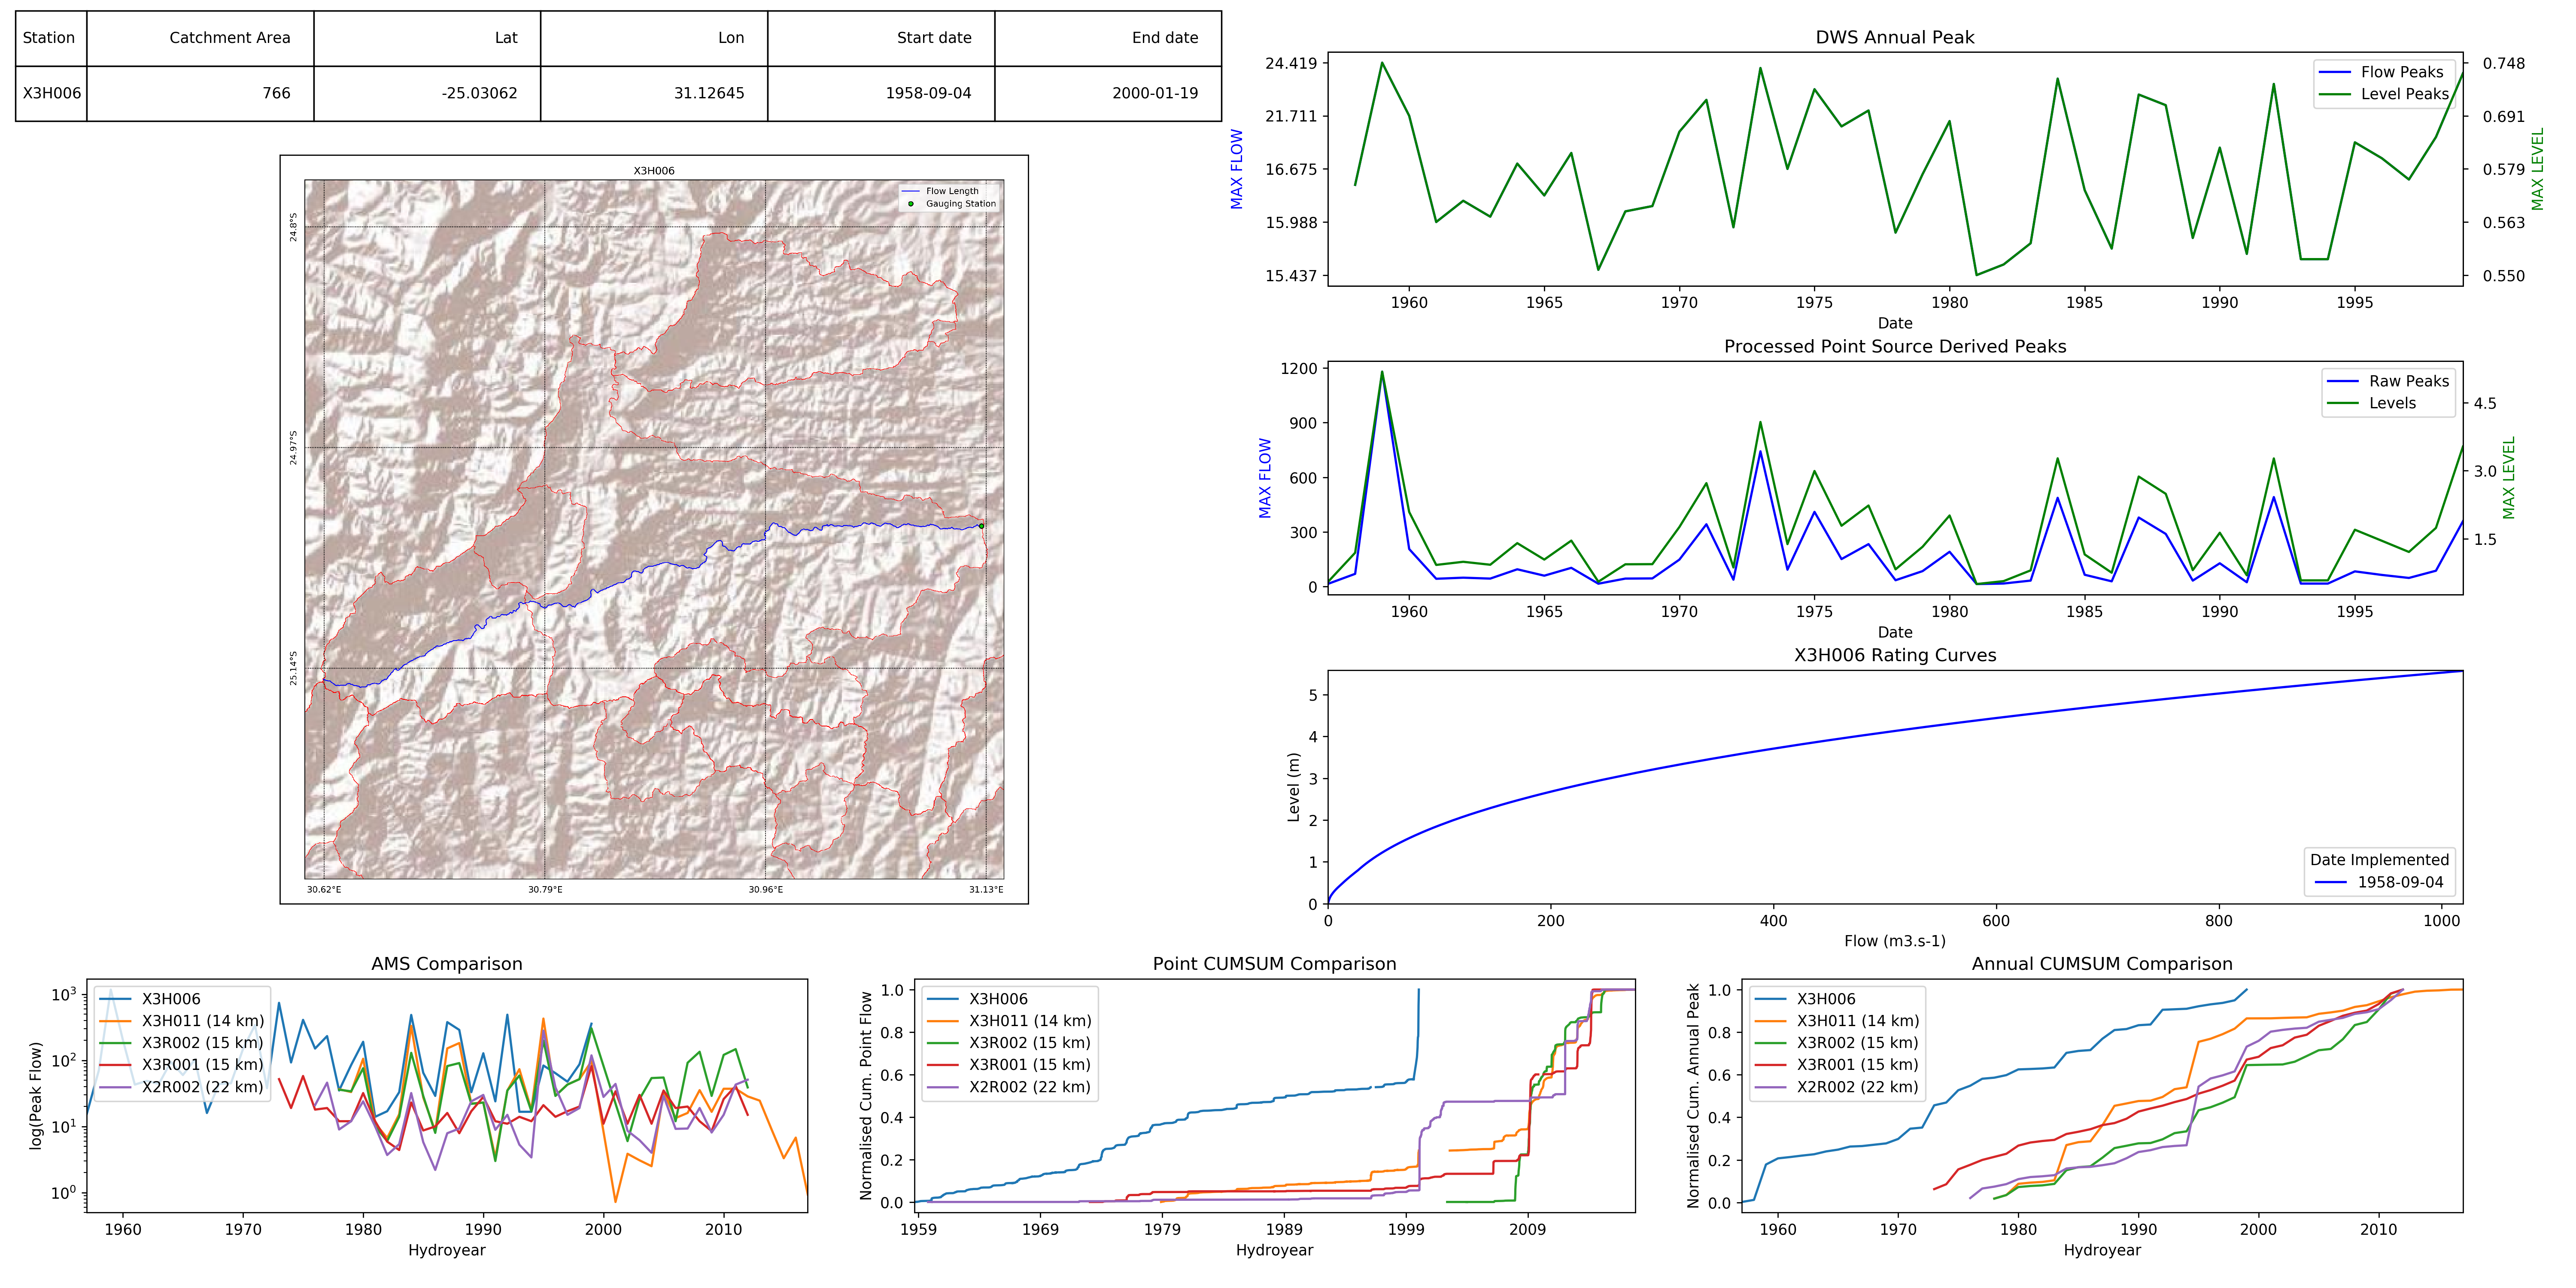 Station Catchment Area Lat Lon Start date End date
X3H006 766 -25.03062 31.12645 1958-09-04 2000-01-19
X3H006
Flow Length
Gauging Station
24.8°S
24.97°S
25.14°S
30.62°E 30.79°E 30.96°E 31.13°E
DWS Annual Peak
Flow Peaks
Level Peaks
MAX FLOW
24.419
21.711
16.675
15.988
15.437
0.748
0.691
0.579
0.563
0.550
MAX LEVEL
1960 1965 1970 1975 1980 1985 1990 1995
Date
Processed Point Source Derived Peaks
Raw Peaks
Levels
MAX FLOW
1200
900
600
300
0
4.5
3.0
1.5
MAX LEVEL
1960 1965 1970 1975 1980 1985 1990 1995
Date
X3H006 Rating Curves
Level (m)
5
4
3
2
1
0
Date Implemented
1958-09-04
0 200 400 600 800 1000
Flow (m3.s-1)
AMS Comparison
X3H006
X3H011 (14 km)
X3R002 (15 km)
X3R001 (15 km)
X2R002 (22 km)
log(Peak Flow)
10³
10²
10¹
10⁰
1960 1970 1980 1990 2000 2010
Hydroyear
Point CUMSUM Comparison
X3H006
X3H011 (14 km)
X3R002 (15 km)
X3R001 (15 km)
X2R002 (22 km)
Normalised Cum. Point Flow
1.0
0.8
0.6
0.4
0.2
0.0
1959 1969 1979 1989 1999 2009
Hydroyear
Annual CUMSUM Comparison
X3H006
X3H011 (14 km)
X3R002 (15 km)
X3R001 (15 km)
X2R002 (22 km)
Normalised Cum. Annual Peak
1.0
0.8
0.6
0.4
0.2
0.0
1960 1970 1980 1990 2000 2010
Hydroyear